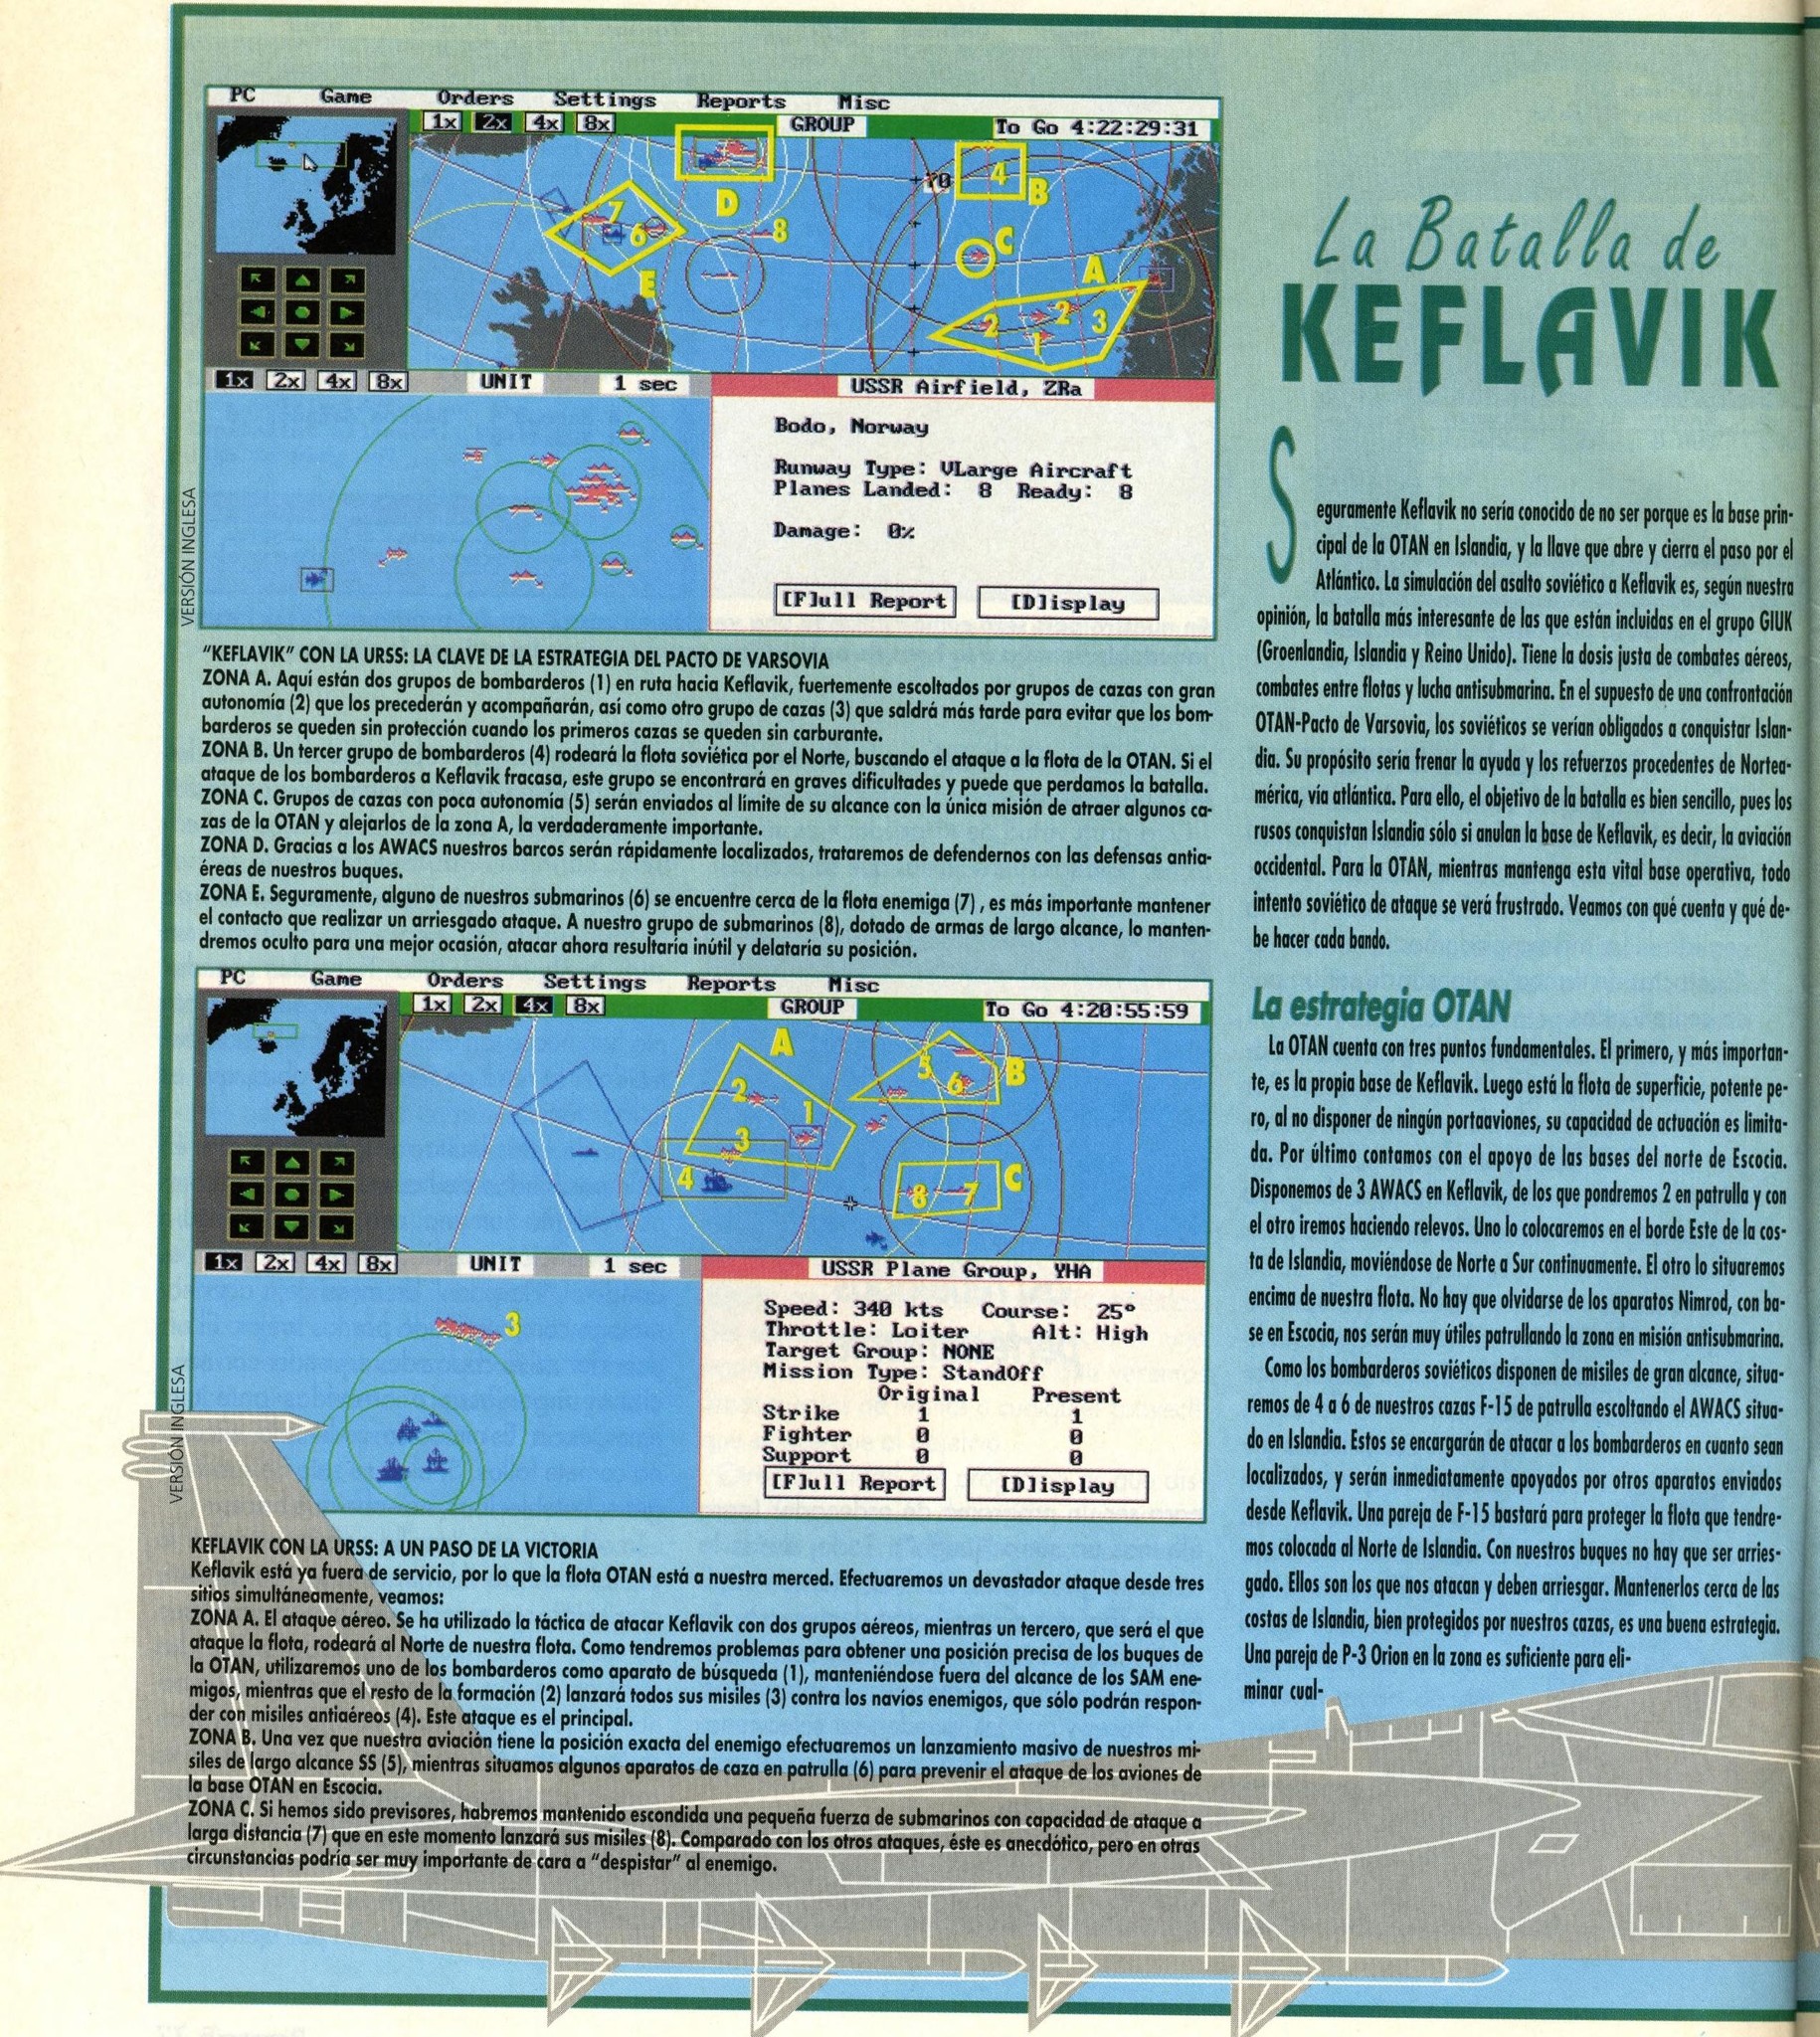 PC Game Orders Settings Reports Misc
1x 2x 4x 8x GROUP To Go 4:22:29:31
70
4
B
D
7
6
8
C
E
A
2
2
3
1
1x 2x 4x 8x UNIT 1 sec
USSR Airfield, ZRa
Bodo, Norway
Runway Type: VLarge Aircraft
Planes Landed: 8 Ready: 8
Damage: 0%
[F]ull Report [D]isplay
VERSIÓN INGLESA
"KEFLAVIK" CON LA URSS: LA CLAVE DE LA ESTRATEGIA DEL PACTO DE VARSOVIA
ZONA A. Aquí están dos grupos de bombarderos (1) en ruta hacia Keflavik, fuertemente escoltados por grupos de cazas con gran
autonomía (2) que los precederán y acompañarán, así como otro grupo de cazas (3) que saldrá más tarde para evitar que los bom-
barderos se queden sin protección cuando los primeros cazas se queden sin carburante.
ZONA B. Un tercer grupo de bombarderos (4) rodeará la flota soviética por el Norte, buscando el ataque a la flota de la OTAN. Si el
ataque de los bombarderos a Keflavik fracasa, este grupo se encontrará en graves dificultades y puede que perdamos la batalla.
ZONA C. Grupos de cazas con poca autonomía (5) serán enviados al límite de su alcance con la única misión de atraer algunos ca-
zas de la OTAN y alejarlos de la zona A, la verdaderamente importante.
ZONA D. Gracias a los AWACS nuestros barcos serán rápidamente localizados, trataremos de defendernos con las defensas antia-
éreas de nuestros buques.
ZONA E. Seguramente, alguno de nuestros submarinos (6) se encuentre cerca de la flota enemiga (7) , es más importante mantener
el contacto que realizar un arriesgado ataque. A nuestro grupo de submarinos (8), dotado de armas de largo alcance, lo manten-
dremos oculto para una mejor ocasión, atacar ahora resultaría inútil y delataría su posición.
PC Game Orders Settings Reports Misc
1x 2x 4x 8x GROUP To Go 4:20:55:59
A
5
B
6
2
1
3
4
C
8
7
1x 2x 4x 8x UNIT 1 sec
USSR Plane Group, YHA
3
Speed: 340 kts Course: 25°
Throttle: Loiter Alt: High
Target Group: NONE
Mission Type: StandOff
Original Present
Strike 1 1
Fighter 0 0
Support 0 0
[F]ull Report [D]isplay
VERSIÓN INGLESA
KEFLAVIK CON LA URSS: A UN PASO DE LA VICTORIA
Keflavik está ya fuera de servicio, por lo que la flota OTAN está a nuestra merced. Efectuaremos un devastador ataque desde tres
sitios simultáneamente, veamos:
ZONA A. El ataque aéreo. Se ha utilizado la táctica de atacar Keflavik con dos grupos aéreos, mientras un tercero, que será el que
ataque la flota, rodeará al Norte de nuestra flota. Como tendremos problemas para obtener una posición precisa de los buques de
la OTAN, utilizaremos uno de los bombarderos como aparato de búsqueda (1), manteniéndose fuera del alcance de los SAM ene-
migos, mientras que el resto de la formación (2) lanzará todos sus misiles (3) contra los navíos enemigos, que sólo podrán respon-
der con misiles antiaéreos (4). Este ataque es el principal.
ZONA B. Una vez que nuestra aviación tiene la posición exacta del enemigo efectuaremos un lanzamiento masivo de nuestros mi-
siles de largo alcance SS (5), mientras situamos algunos aparatos de caza en patrulla (6) para prevenir el ataque de los aviones de
la base OTAN en Escocia.
ZONA C. Si hemos sido previsores, habremos mantenido escondida una pequeña fuerza de submarinos con capacidad de ataque a
larga distancia (7) que en este momento lanzará sus misiles (8). Comparado con los otros ataques, éste es anecdótico, pero en otras
circunstancias podría ser muy importante de cara a "despistar" al enemigo.
La Batalla de
KEFLAVIK
Seguramente Keflavik no sería conocido de no ser porque es la base prin-
cipal de la OTAN en Islandia, y la llave que abre y cierra el paso por el
Atlántico. La simulación del asalto soviético a Keflavik es, según nuestra
opinión, la batalla más interesante de las que están incluidas en el grupo GIUK
(Groenlandia, Islandia y Reino Unido). Tiene la dosis justa de combates aéreos,
combates entre flotas y lucha antisubmarina. En el supuesto de una confrontación
OTAN-Pacto de Varsovia, los soviéticos se verían obligados a conquistar Islan-
dia. Su propósito sería frenar la ayuda y los refuerzos procedentes de Nortea-
mérica, vía atlántica. Para ello, el objetivo de la batalla es bien sencillo, pues los
rusos conquistan Islandia sólo si anulan la base de Keflavik, es decir, la aviación
occidental. Para la OTAN, mientras mantenga esta vital base operativa, todo
intento soviético de ataque se verá frustrado. Veamos con qué cuenta y qué de-
be hacer cada bando.
La estrategia OTAN
La OTAN cuenta con tres puntos fundamentales. El primero, y más importan-
te, es la propia base de Keflavik. Luego está la flota de superficie, potente pe-
ro, al no disponer de ningún portaaviones, su capacidad de actuación es limita-
da. Por último contamos con el apoyo de las bases del norte de Escocia.
Disponemos de 3 AWACS en Keflavik, de los que pondremos 2 en patrulla y con
el otro iremos haciendo relevos. Uno lo colocaremos en el borde Este de la cos-
ta de Islandia, moviéndose de Norte a Sur continuamente. El otro lo situaremos
encima de nuestra flota. No hay que olvidarse de los aparatos Nimrod, con ba-
se en Escocia, nos serán muy útiles patrullando la zona en misión antisubmarina.
Como los bombarderos soviéticos disponen de misiles de gran alcance, situa-
remos de 4 a 6 de nuestros cazas F-15 de patrulla escoltando el AWACS situa-
do en Islandia. Estos se encargarán de atacar a los bombarderos en cuanto sean
localizados, y serán inmediatamente apoyados por otros aparatos enviados
desde Keflavik. Una pareja de F-15 bastará para proteger la flota que tendre-
mos colocada al Norte de Islandia. Con nuestros buques no hay que ser arries-
gado. Ellos son los que nos atacan y deben arriesgar. Mantenerlos cerca de las
costas de Islandia, bien protegidos por nuestros cazas, es una buena estrategia.
Una pareja de P-3 Orion en la zona es suficiente para eli-
minar cual-